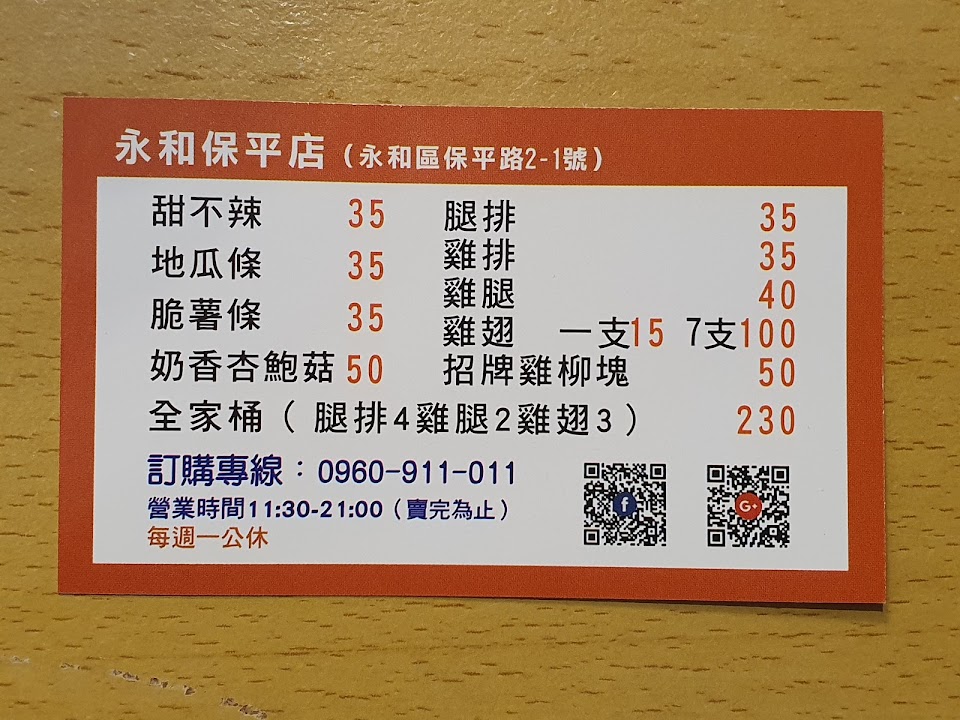 永和保平店（永和區保平路2-1號）
甜不辣 35
地瓜條 35
脆薯條 35
奶香杏鮑菇 50
腿排 35
雞排 35
雞腿 40
雞翅 一支15 7支100
招牌雞柳塊 50
全家桶（腿排4雞腿2雞翅3） 230
訂購專線：0960-911-011
營業時間11:30-21:00（賣完為止）
每週一公休
f
G+